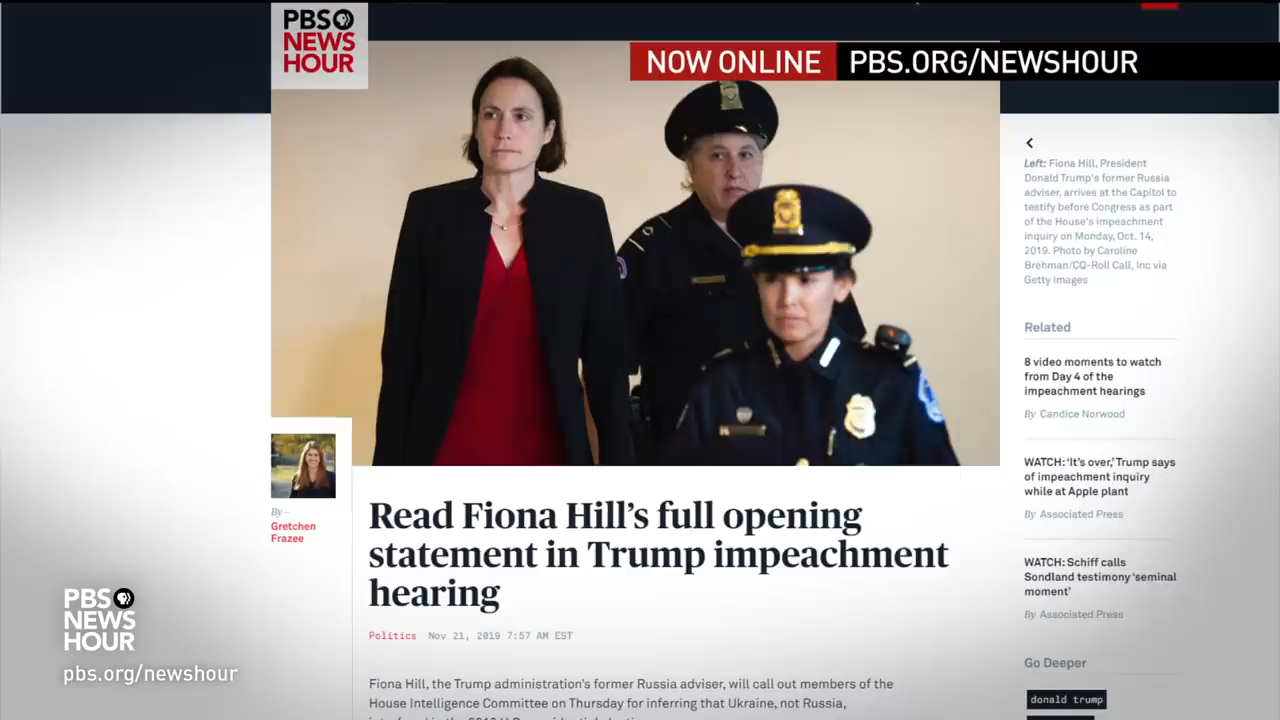 PBS
NEWS
HOUR
NOW ONLINE
PBS.ORG/NEWSHOUR
Left: Fiona Hill, President
Donald Trump's former Russia
adviser, arrives at the Capitol to
testify before Congress as part
of the House's impeachment
inquiry on Monday, Oct. 14,
2019. Photo by Caroline
Brehman/CQ-Roll Call, Inc via
Getty Images
Related
8 video moments to watch
from Day 4 of the
impeachment hearings
By Candice Norwood
WATCH: ‘It’s over,’ Trump says
of impeachment inquiry
while at Apple plant
By Associated Press
WATCH: Schiff calls
Sondland testimony ‘seminal
moment’
By Associated Press
Go Deeper
donald trump
By —
Gretchen
Frazee
Read Fiona Hill’s full opening
statement in Trump impeachment
hearing
Politics Nov 21, 2019 7:57 AM EST
Fiona Hill, the Trump administration’s former Russia adviser, will call out members of the
House Intelligence Committee on Thursday for inferring that Ukraine, not Russia,
PBS
NEWS
HOUR
pbs.org/newshour